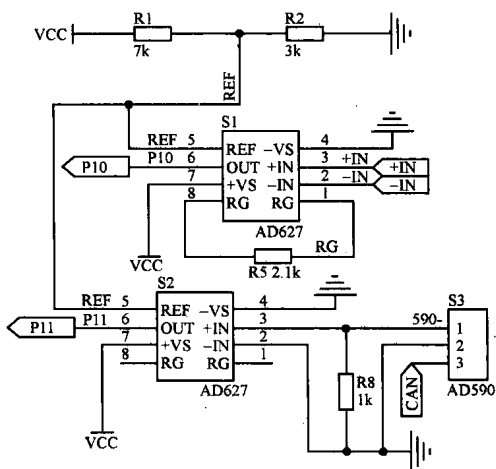 R1
R2
VCC
7k
3k
REF
S1
REF 5 REF -VS 4
P10 P10 6 OUT +IN 3 +IN +IN
7 +VS -IN 2 -IN -IN
8 RG RG 1
AD627
RG
VCC
R5 2.1k
S2
S3
REF 5 REF -VS 4
P11 P11 6 OUT +IN 3 590- 1
7 +VS -IN 2 2
8 RG RG 1 3
AD627
R8
1k
CAN
AD590
VCC